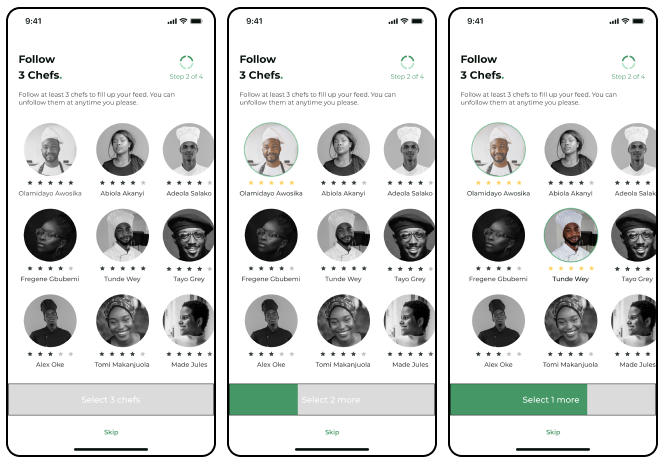 9:41
Follow
3 Chefs.
Step 2 of 4
Follow at least 3 chefs to fill up your feed. You can
unfollow them at anytime you please.
Olamidayo Awosika Abiola Akanyi Adeola Salako
Fregene Gbubemi Tunde Wey Tayo Grey
Alex Oke Tomi Makanjuola Made Jules
Select 3 chefs
Skip
9:41
Follow
3 Chefs.
Step 2 of 4
Follow at least 3 chefs to fill up your feed. You can
unfollow them at anytime you please.
Olamidayo Awosika Abiola Akanyi Adeola Salako
Fregene Gbubemi Tunde Wey Tayo Grey
Alex Oke Tomi Makanjuola Made Jules
Select 2 more
Skip
9:41
Follow
3 Chefs.
Step 2 of 4
Follow at least 3 chefs to fill up your feed. You can
unfollow them at anytime you please.
Olamidayo Awosika Abiola Akanyi Adeola Salak
Fregene Gbubemi Tunde Wey Tayo Grey
Alex Oke Tomi Makanjuola Made Jules
Select 1 more
Skip